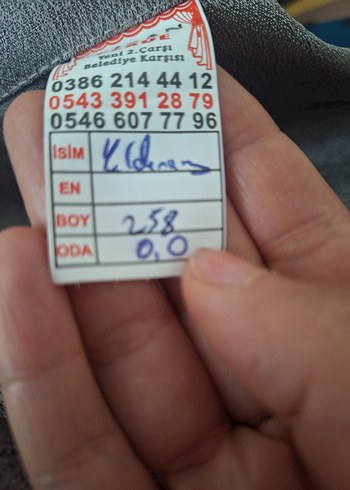 Yeni 2.Çarşı
Belediye Karşısı
0386 214 44 12
0543 391 28 79
0546 607 77 96
İSİM Yıldırım
EN
BOY 258
ODA 0,0